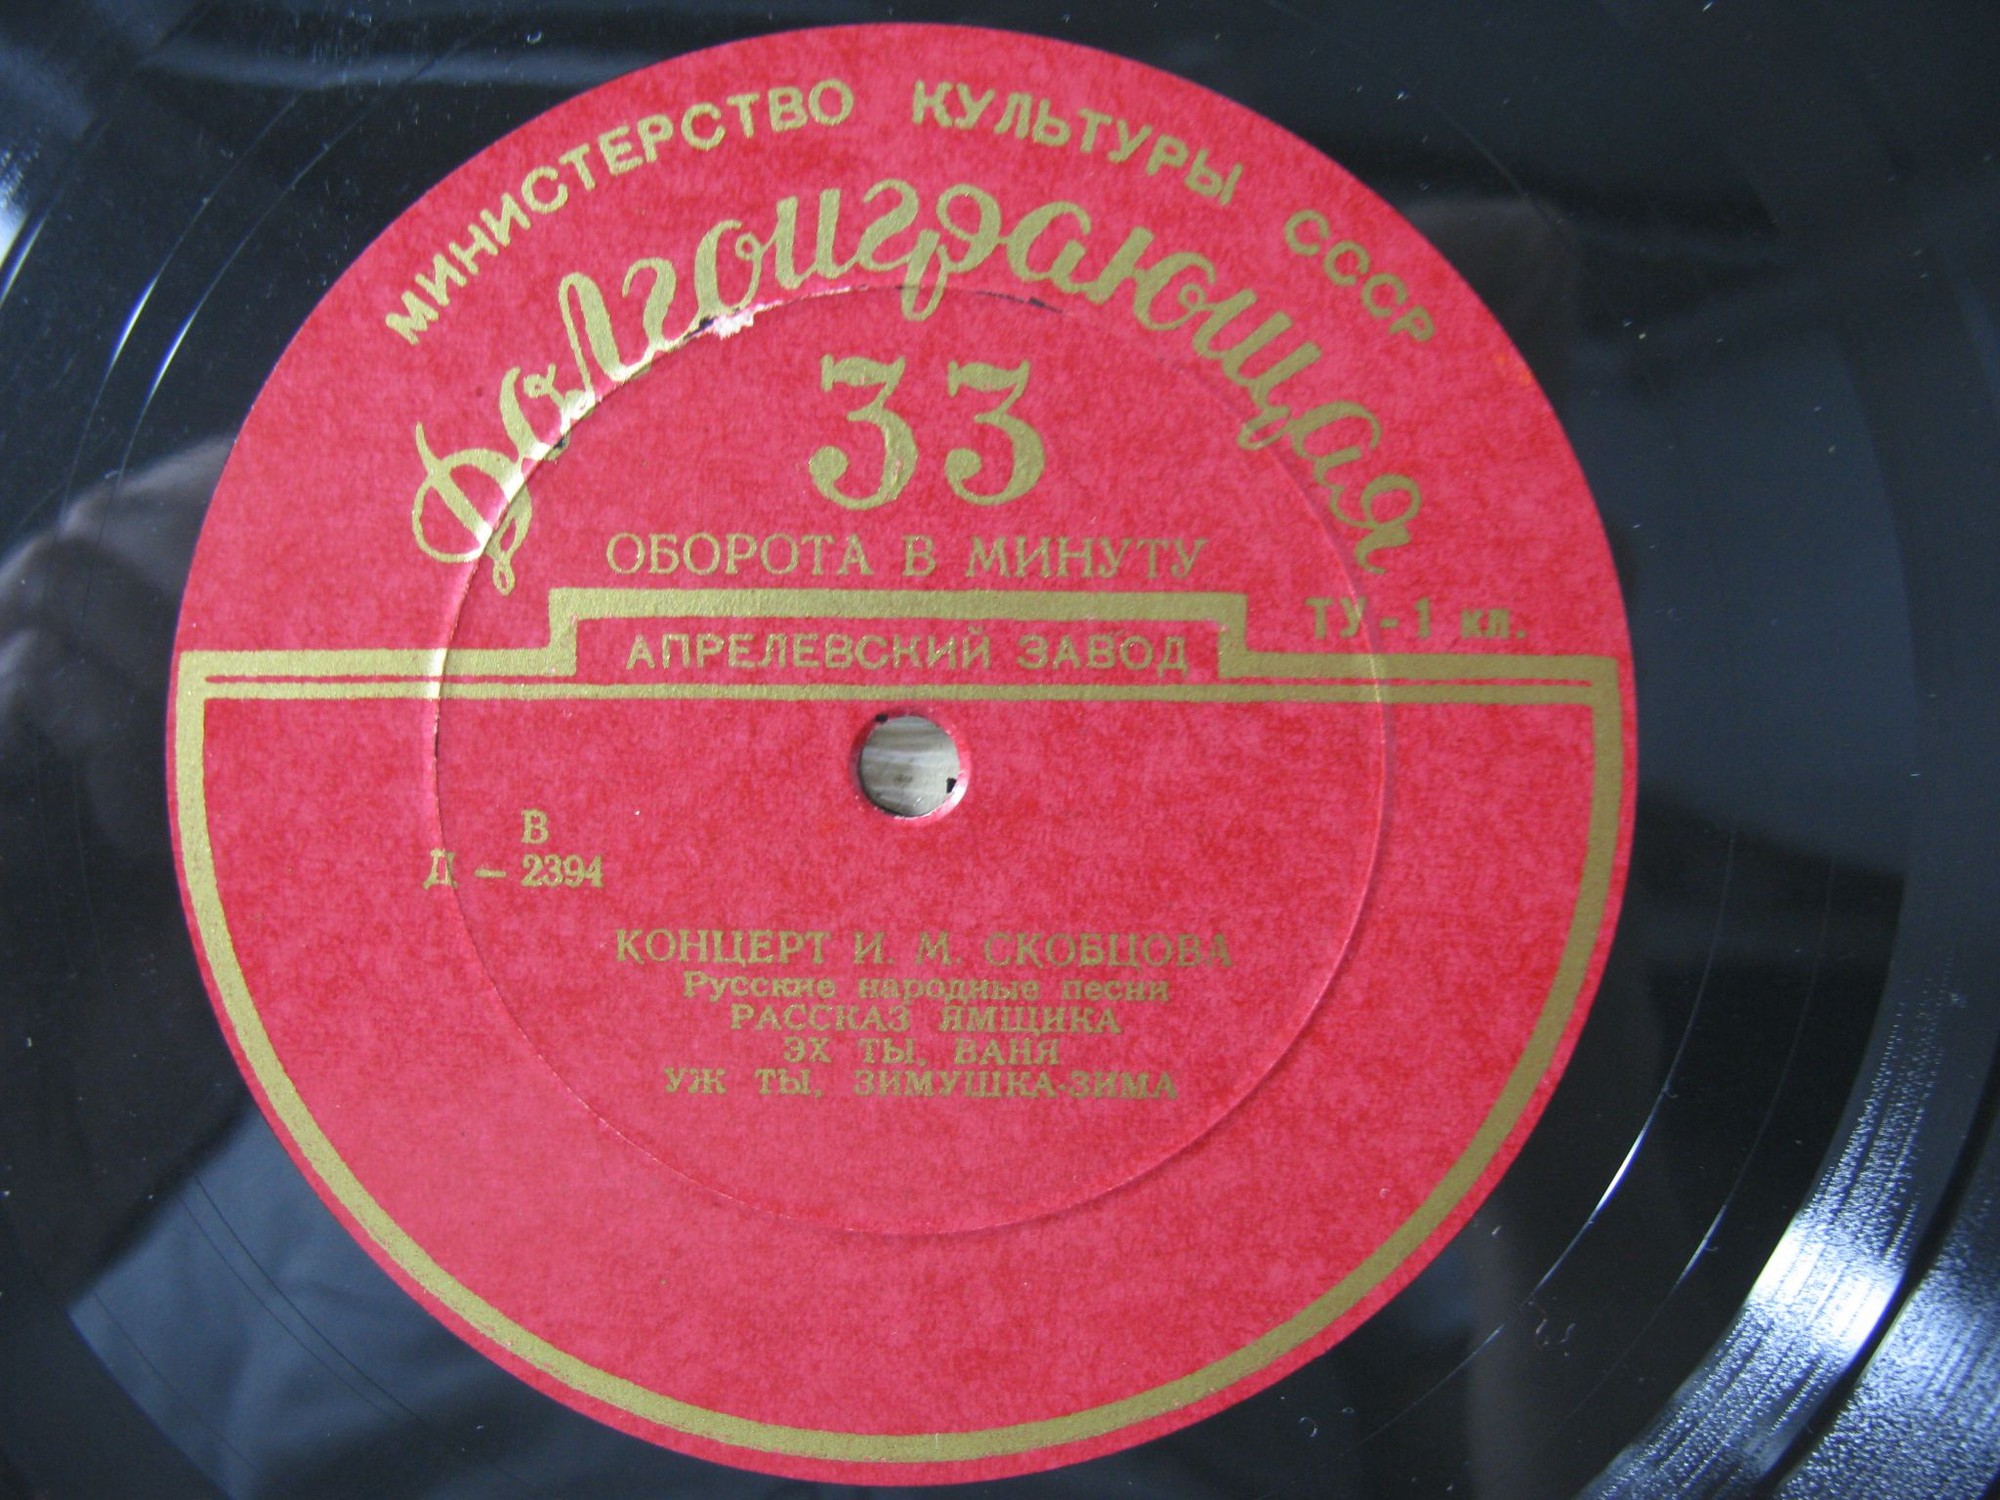 МИНИСТЕРСТВО КУЛЬТУРЫ СССР
Долгоиграющая
33
ОБОРОТА В МИНУТУ
ТУ-1 кл.
АПРЕЛЕВСКИЙ ЗАВОД
В
Д — 2394
КОНЦЕРТ И. М. СКОБЦОВА
Русские народные песни
РАССКАЗ ЯМЩИКА
ЭХ ТЫ, ВАНЯ
УЖ ТЫ, ЗИМУШКА-ЗИМА